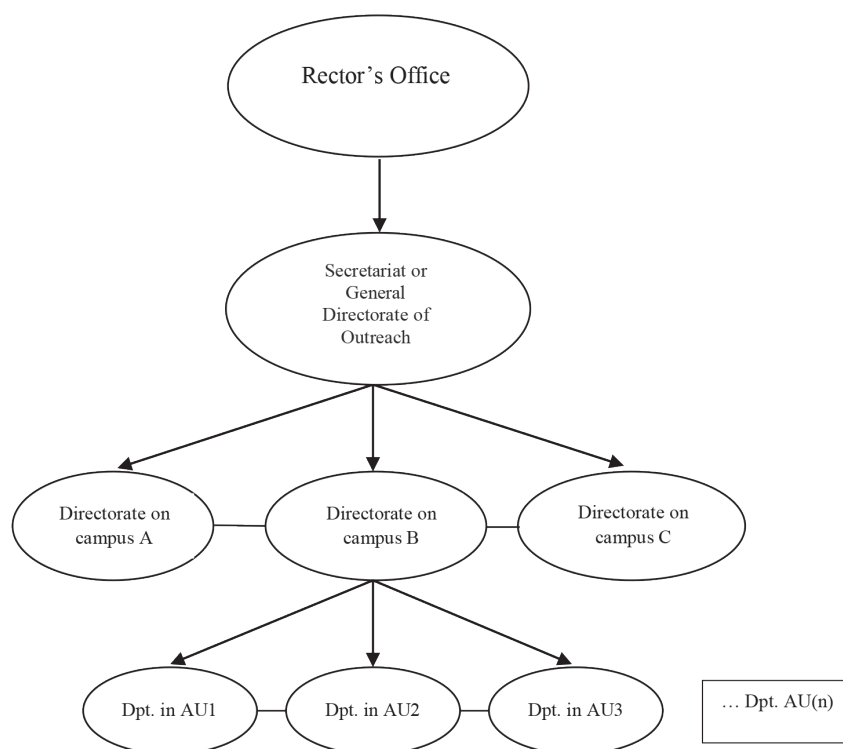 Rector’s Office
Secretariat or
General
Directorate of
Outreach
Directorate on
campus A
Directorate on
campus B
Directorate on
campus C
Dpt. in AU1
Dpt. in AU2
Dpt. in AU3
… Dpt. AU(n)